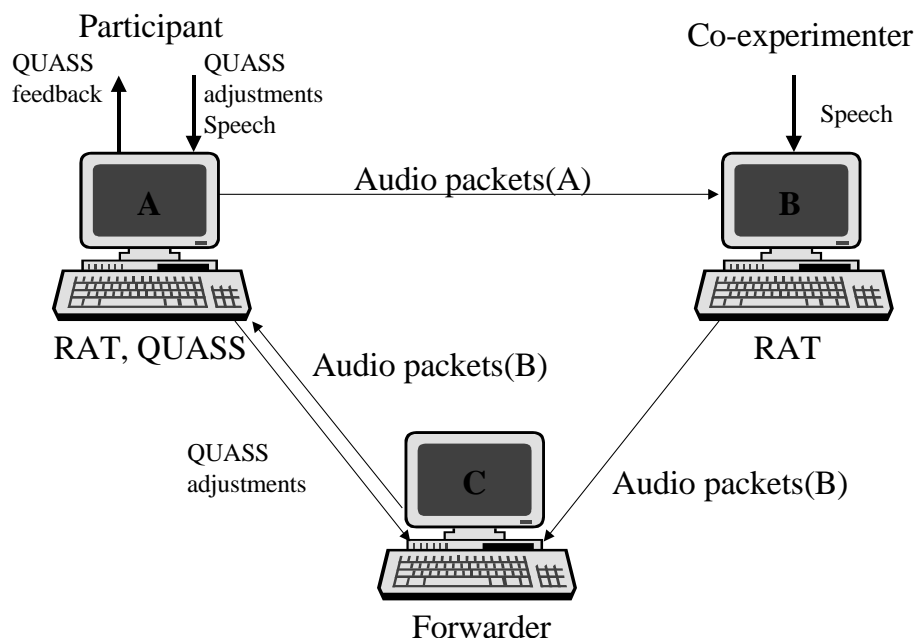 Participant
Co-experimenter
QUASS
feedback
QUASS
adjustments
Speech
Speech
Audio packets(A)
A
B
RAT, QUASS
RAT
Audio packets(B)
QUASS
adjustments
C
Audio packets(B)
Forwarder